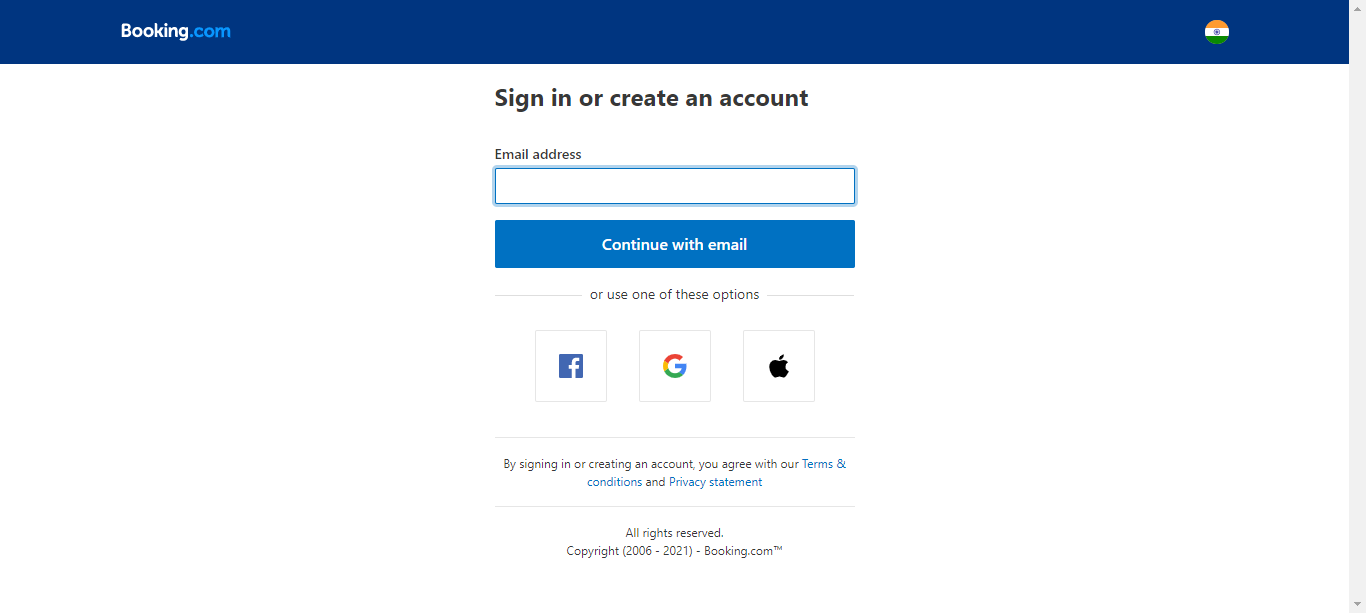 Booking.com
Sign in or create an account
Email address
Continue with email
or use one of these options
By signing in or creating an account, you agree with our Terms &
conditions and Privacy statement
All rights reserved.
Copyright (2006 - 2021) - Booking.com™